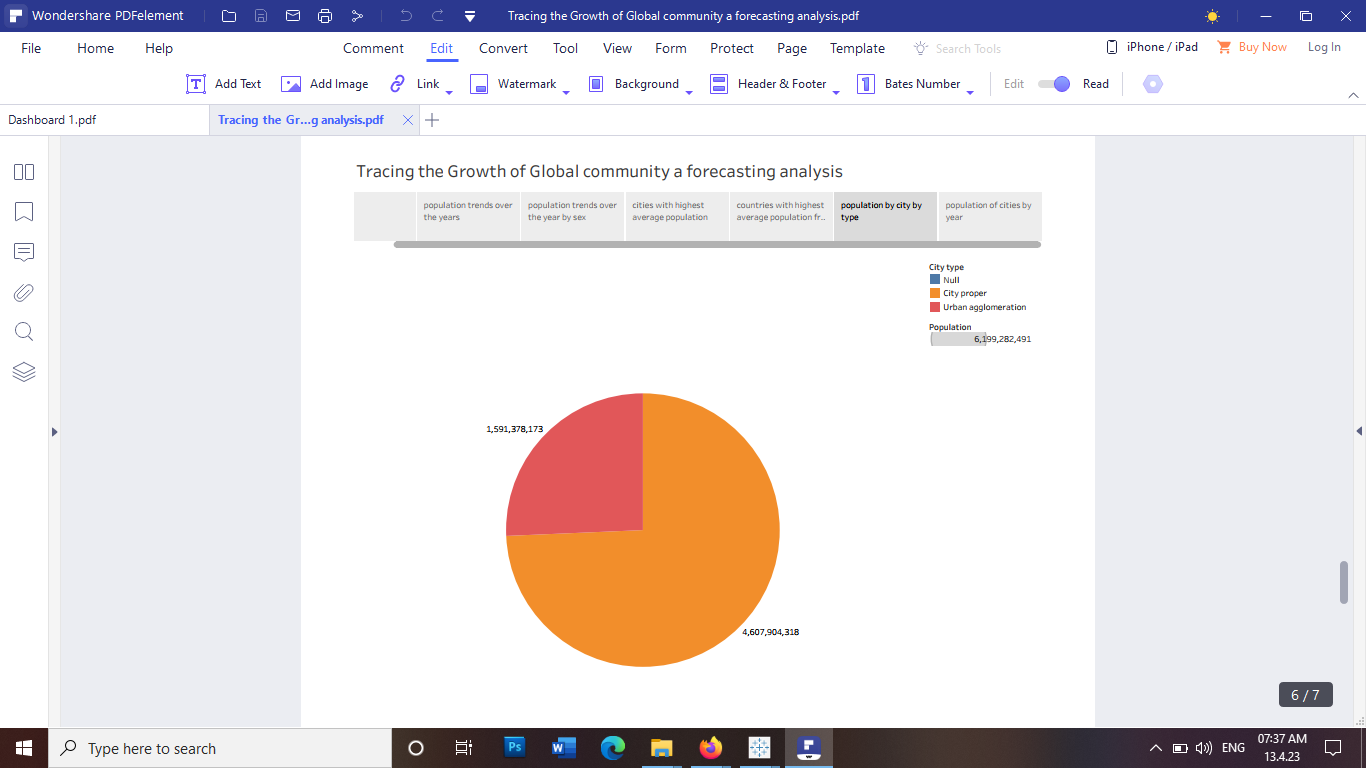 Wondershare PDFelement
Tracing the Growth of Global community a forecasting analysis.pdf
File Home Help Comment Edit Convert Tool View Form Protect Page Template Search Tools iPhone / iPad Buy Now Log In
Add Text Add Image Link Watermark Background Header & Footer Bates Number Edit Read
Dashboard 1.pdf
Tracing the Gr...g analysis.pdf
Tracing the Growth of Global community a forecasting analysis
population trends over
the years
population trends over
the year by sex
cities with highest
average population
countries with highest
average population fr..
population by city by
type
population of cities by
year
City type
Null
City proper
Urban agglomeration
Population
6,199,282,491
1,591,378,173
4,607,904,318
6 / 7
Type here to search
Ps
W
ENG
07:37 AM
13.4.23